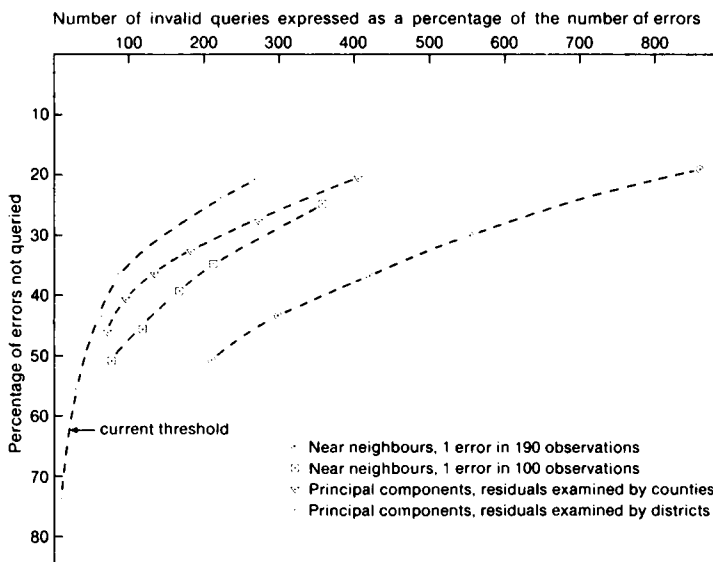 Number of invalid queries expressed as a percentage of the number of errors
100 200 300 400 500 600 700 800
10
20
30
40
50
60
70
80
Percentage of errors not queried
current threshold
Near neighbours, 1 error in 190 observations
Near neighbours, 1 error in 100 observations
Principal components, residuals examined by counties
Principal components, residuals examined by districts